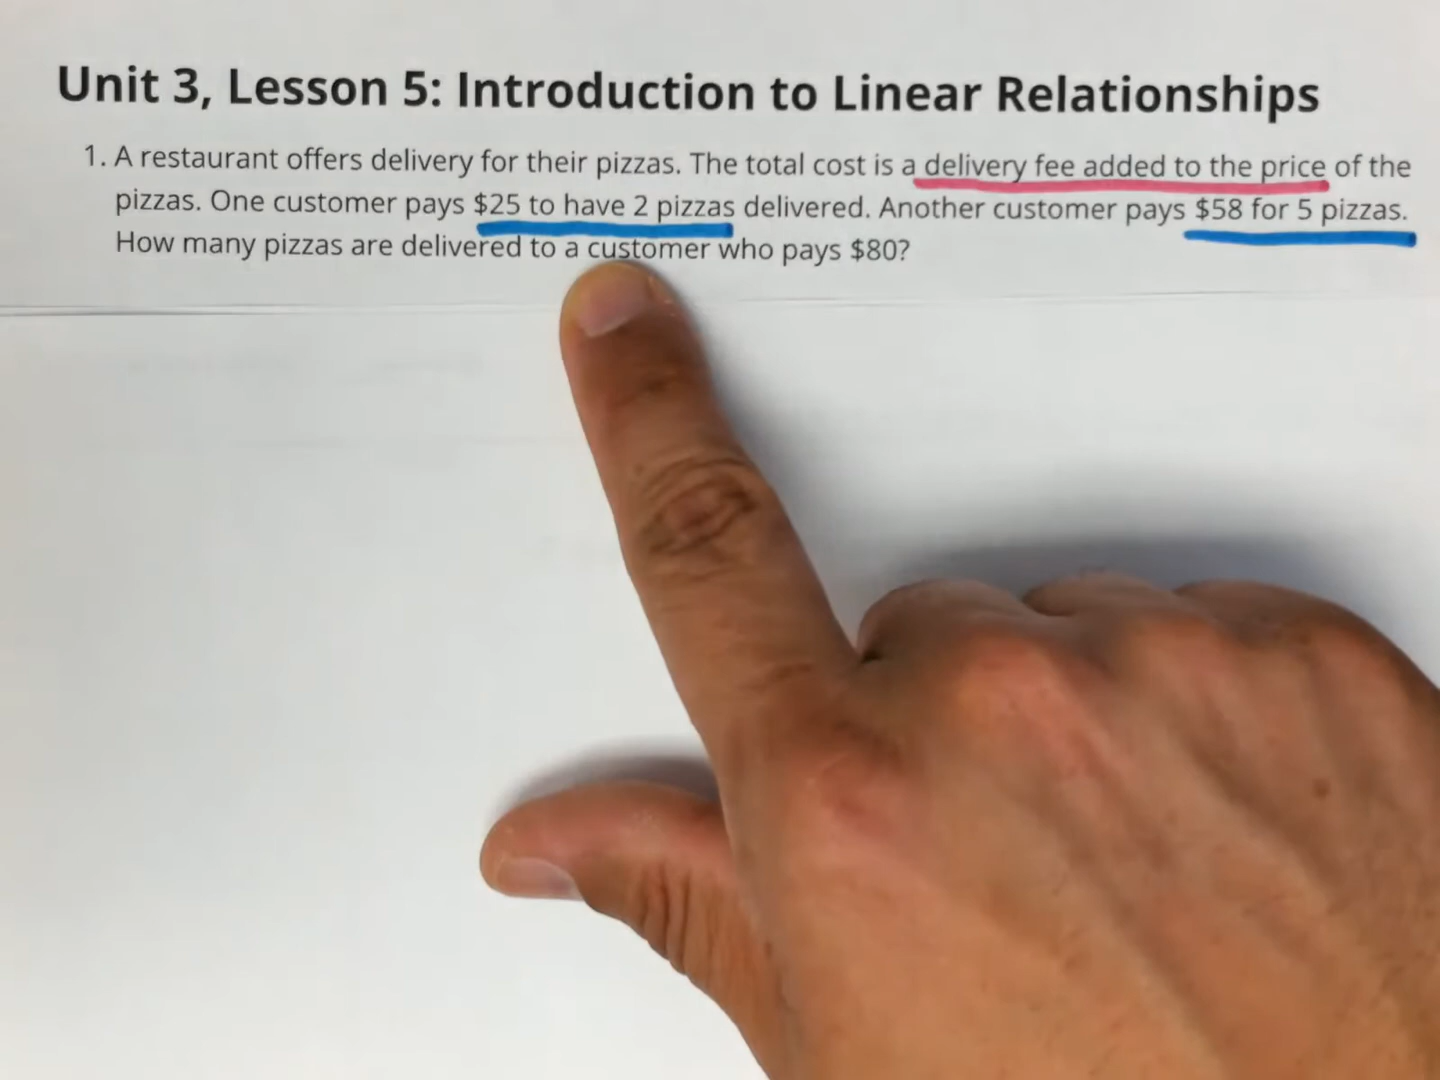 Unit 3, Lesson 5: Introduction to Linear Relationships
1. A restaurant offers delivery for their pizzas. The total cost is a delivery fee added to the price of the
pizzas. One customer pays $25 to have 2 pizzas delivered. Another customer pays $58 for 5 pizzas.
How many pizzas are delivered to a customer who pays $80?